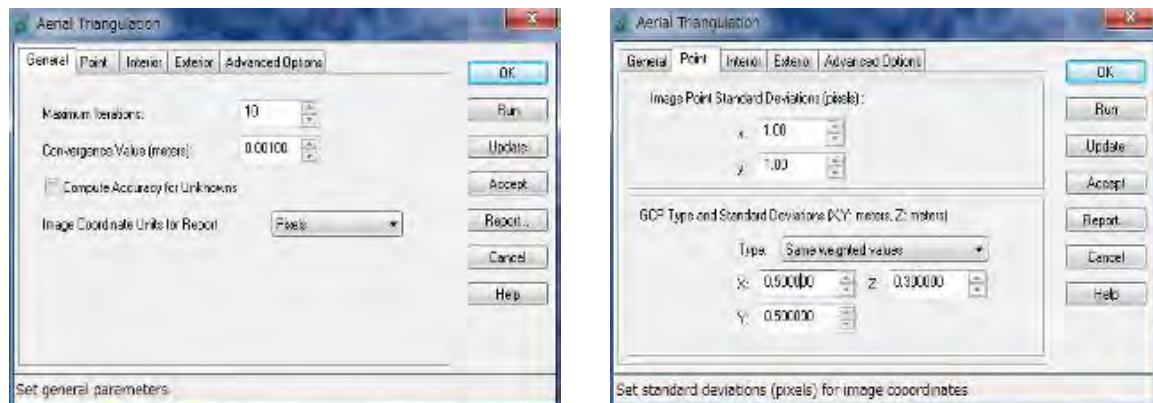 Aerial Triangulation
General Point Interior Exterior Advanced Options
Maximum Iterations: 10
Convergence Value (meters): 0.00100
Compute Accuracy for Unknowns
Image Coordinate Units for Report: Pixels
OK
Run
Update
Accept
Report...
Cancel
Help
Set general parameters
Aerial Triangulation
General Point Interior Exterior Advanced Options
Image Point Standard Deviations (pixels) :
x: 1.00
y: 1.00
GCP Type and Standard Deviations (X,Y: meters, Z: meters)
Type: Same weighted values
X: 0.500000 Z: 0.300000
Y: 0.500000
OK
Run
Update
Accept
Report...
Cancel
Help
Set standard deviations (pixels) for image coordinates